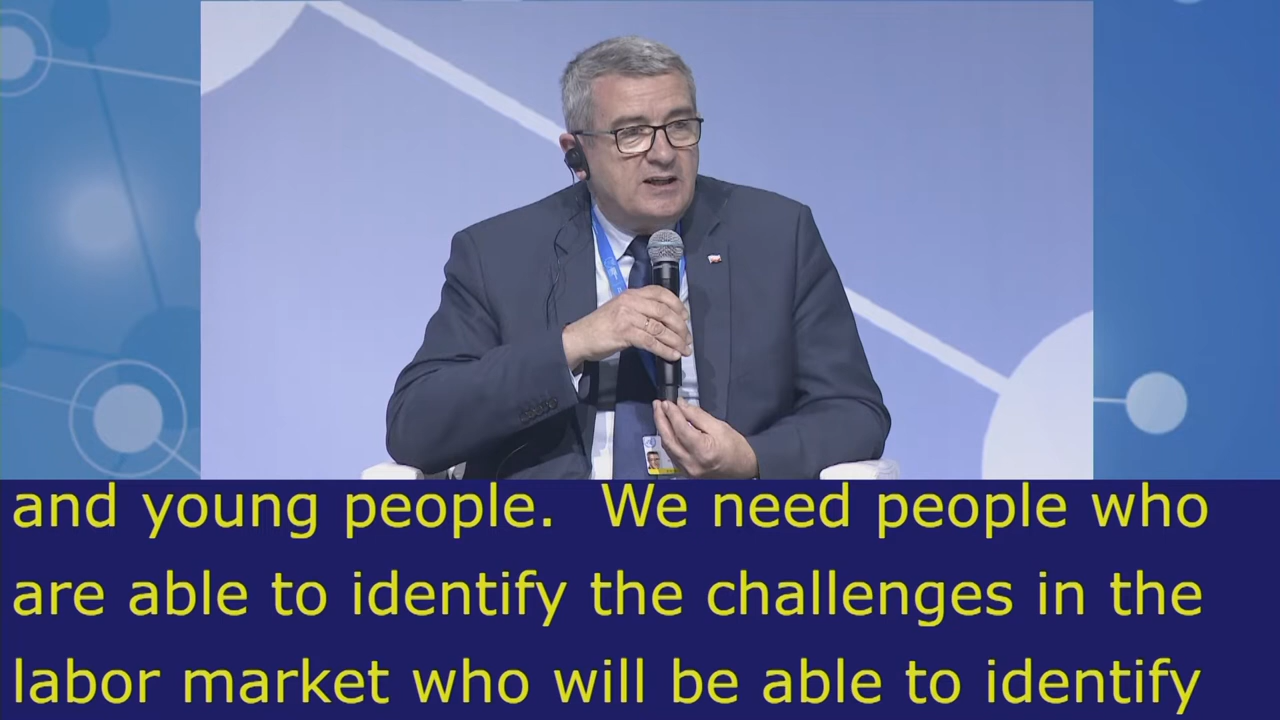 and young people.  We need people who
are able to identify the challenges in the
labor market who will be able to identify